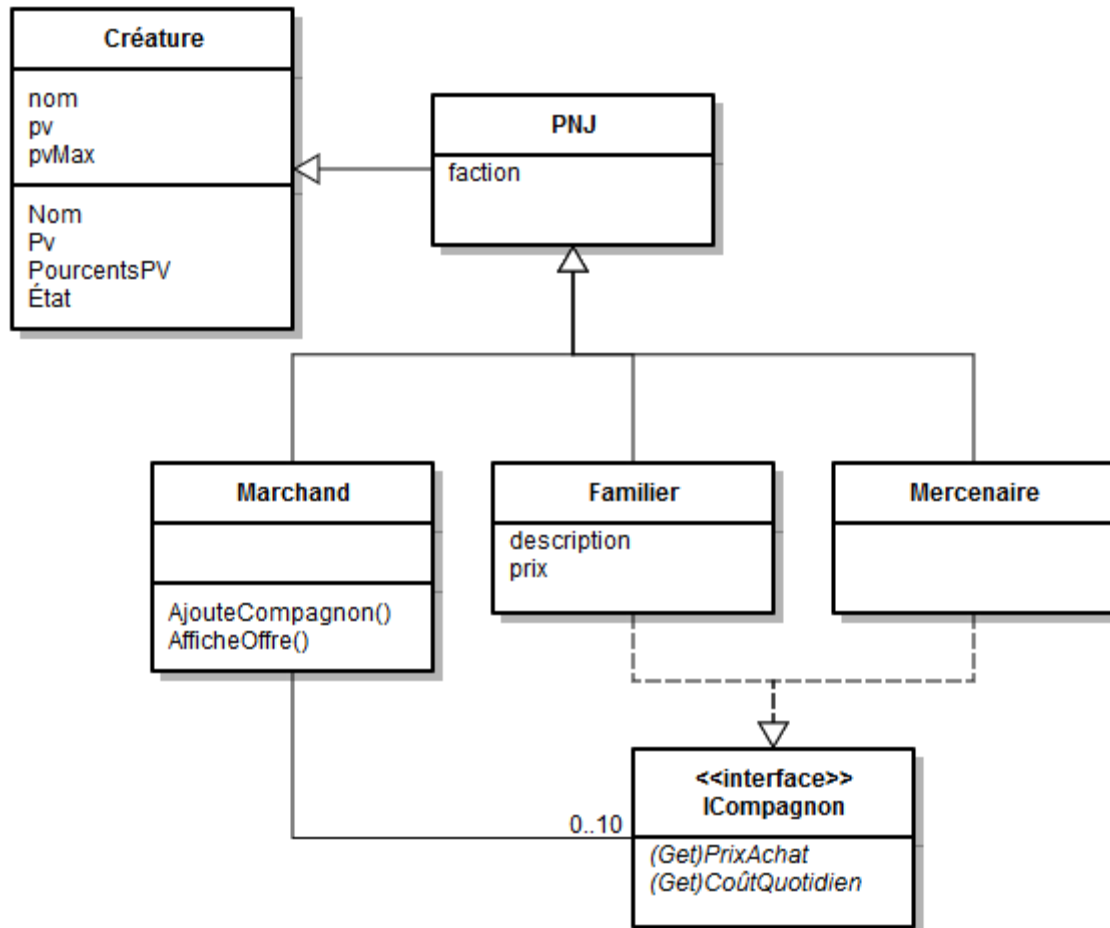 Créature
nom
pv
pvMax
Nom
Pv
PourcentsPV
État
PNJ
faction
Marchand
AjouteCompagnon()
AfficheOffre()
Familier
description
prix
Mercenaire
0..10
<<interface>>
ICompagnon
(Get)PrixAchat
(Get)CoûtQuotidien